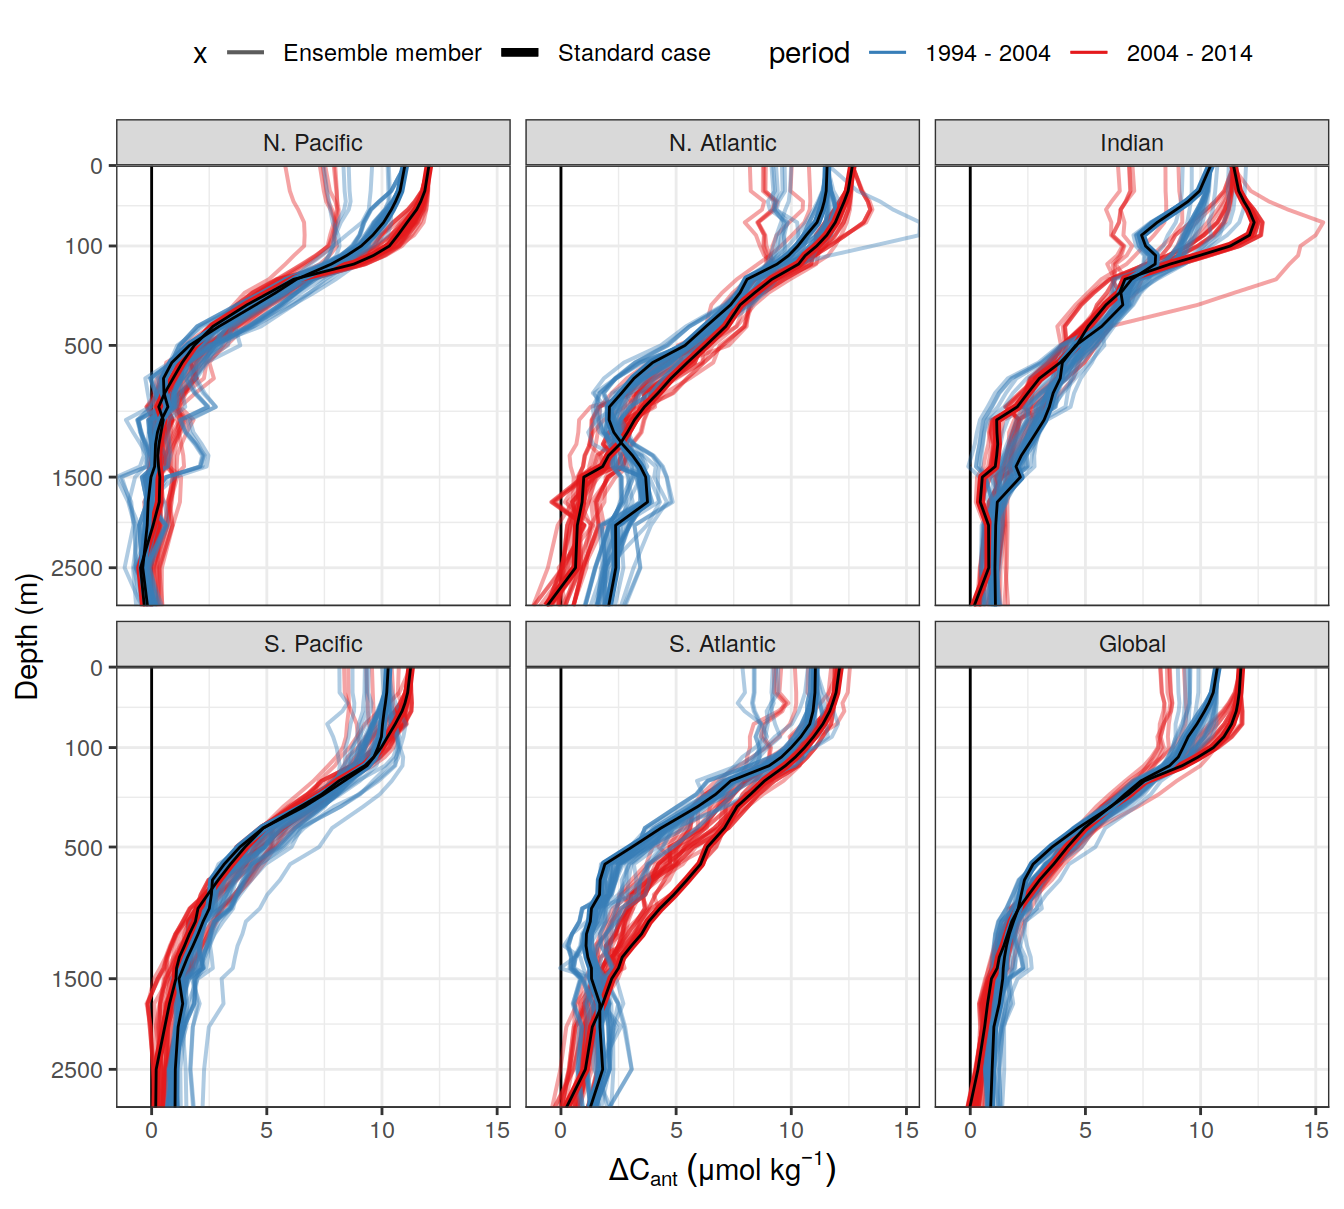 x Ensemble member Standard case period 1994 - 2004 2004 - 2014
N. Pacific N. Atlantic Indian
0
100
500
1500
2500
S. Pacific S. Atlantic Global
0
100
500
1500
2500
0 5 10 15 0 5 10 15 0 5 10 15
Depth (m)
ΔCant (μmol kg−1)